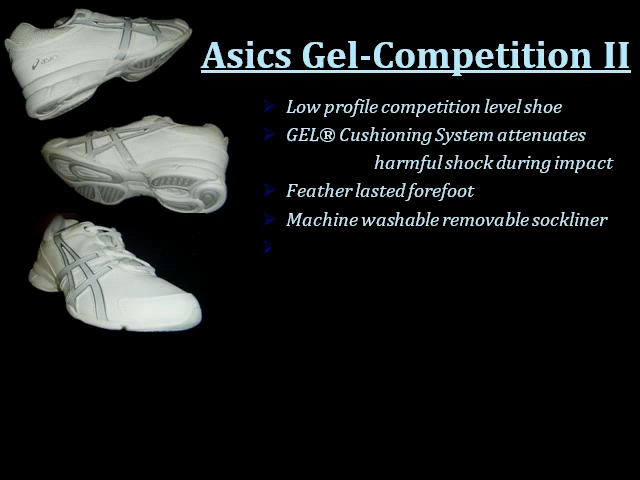 Asics Gel-Competition II
Low profile competition level shoe
GEL® Cushioning System attenuates
harmful shock during impact
Feather lasted forefoot
Machine washable removable sockliner
asics